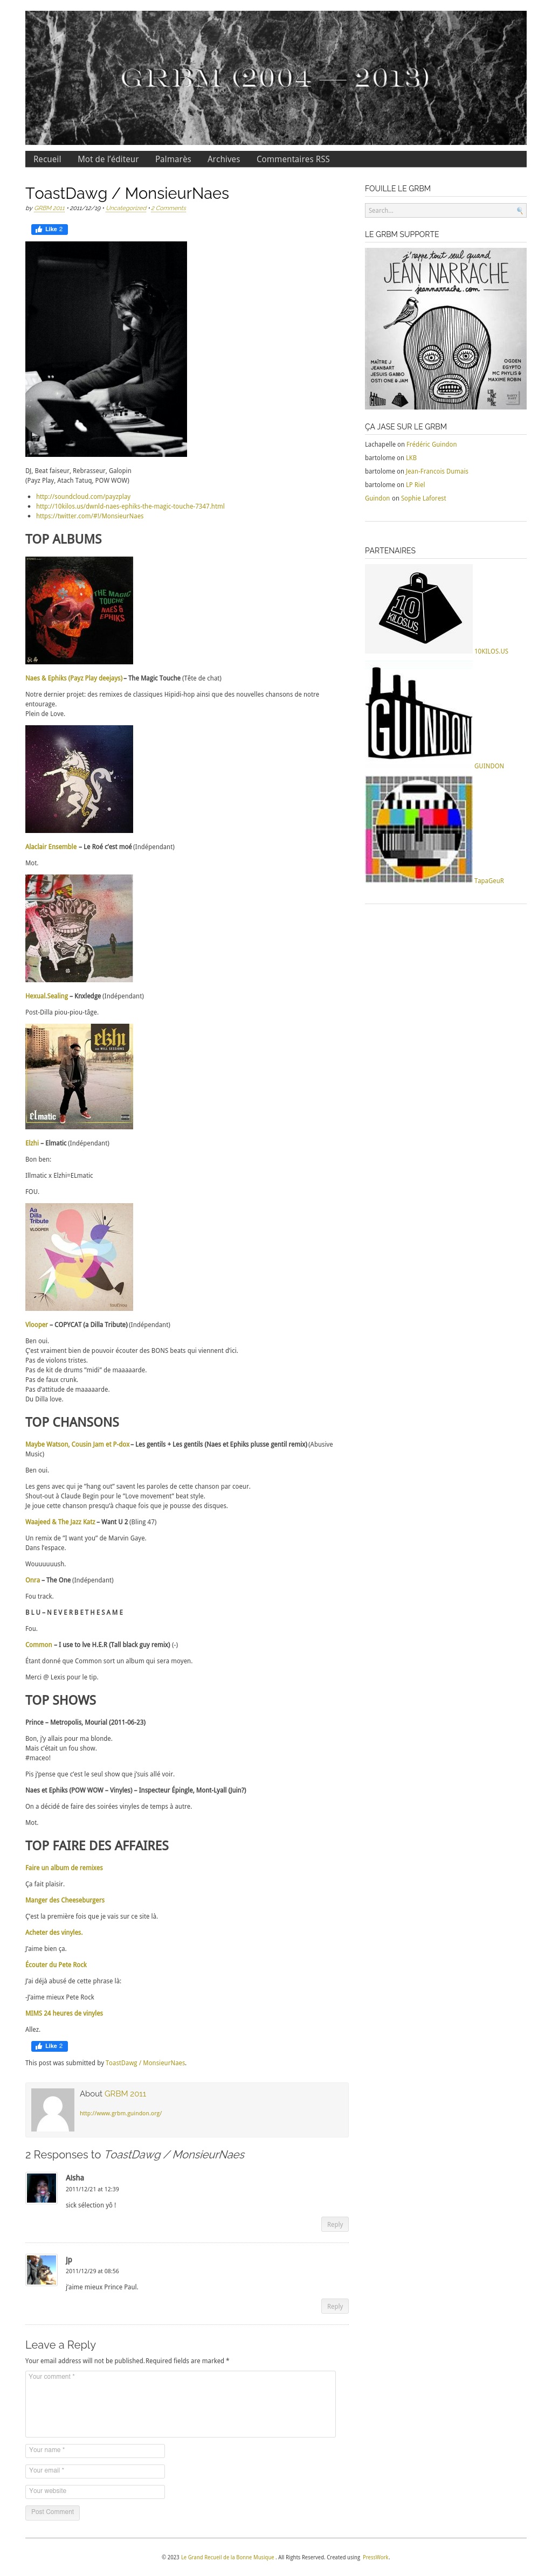 GRBM (2004 — 2013)
Recueil
Mot de l'éditeur
Palmarès
Archives
Commentaires RSS
ToastDawg / MonsieurNaes
by GRBM 2011 • 2011/12/19 • Uncategorized • 2 Comments
Like 2
DJ, Beat faiseur, Rebrasseur, Galopin
(Pay Play, Atach Tatuq, POW WOW)
http://soundcloud.com/payzplay
http://10kilos.us/dwnld-naes-ephiks-the-magic-touche-7347.html
https://twitter.com/#!/MonsieurNaes
TOP ALBUMS
THE MAGIC
TOUCHE
NAES &
EPHIKS
Naes & Ephiks (Payz Play deejays) – The Magic Touche (Tête de chat)
Notre dernier projet: des remixes de classiques Hipidi-hop ainsi que des nouvelles chansons de notre
entourage.
Plein de Love.
Alaclair Ensemble – Le Roé c'est moé (Indépendant)
Mot.
Hexual.Sealing – Knxledge (Indépendant)
Post-Dilla piou-piou-tâge.
elzhi
elmatic
Elzhi – Elmatic (Indépendant)
Bon ben:
Illmatic x Elzhi=ELmatic
FOU.
Aa
Dilla
Tribute
VLOOPER
Vlooper – COPYCAT (a Dilla Tribute) (Indépendant)
Ben oui.
Ç'est vraiment bien de pouvoir écouter des BONS beats qui viennent d'ici.
Pas de violons tristes.
Pas de kit de drums "midi" de maaaaarde.
Pas de faux crunk.
Pas d'attitude de maaaaarde.
Du Dilla love.
TOP CHANSONS
Maybe Watson, Cousin Jam et P-dox – Les gentils + Les gentils (Naes et Ephiks plusse gentil remix) (Abusive
Music)
Ben oui.
Les gens avec qui je "hang out" savent les paroles de cette chanson par coeur.
Shout-out à Claude Begin pour le "Love movement" beat style.
Je joue cette chanson presqu'à chaque fois que je pousse des disques.
Waajeed & The Jazz Katz – Want U 2 (Bling 47)
Un remix de "I want you" de Marvin Gaye.
Dans l'espace.
Wouuuuuush.
Onra – The One (Indépendant)
Fou track.
B L U – N E V E R B E T H E S A M E
Fou.
Common – I use to lve H.E.R (Tall black guy remix) (-)
Étant donné que Common sort un album qui sera moyen.
Merci @ Lexis pour le tip.
TOP SHOWS
Prince – Metropolis, Mourial (2011-06-23)
Bon, j'y allais pour ma blonde.
Mais c'était un fou show.
#maceo!
Pis j'pense que c'est le seul show que j'suis allé voir.
Naes et Ephiks (POW WOW – Vinyles) – Inspecteur Épingle, Mont-Lyall (Juin?)
On a décidé de faire des soirées vinyles de temps à autre.
Mot.
TOP FAIRE DES AFFAIRES
Faire un album de remixes
Ça fait plaisir.
Manger des Cheeseburgers
Ç'est la première fois que je vais sur ce site là.
Acheter des vinyles.
J'aime bien ça.
Écouter du Pete Rock
J'ai déjà abusé de cette phrase là:
-J'aime mieux Pete Rock
MIMS 24 heures de vinyles
Allez.
Like 2
This post was submitted by ToastDawg / MonsieurNaes.
About GRBM 2011
http://www.grbm.guindon.org/
2 Responses to ToastDawg / MonsieurNaes
AIsha
2011/12/21 at 12:39
sick sélection yô !
Reply
Jp
2011/12/29 at 08:56
j'aime mieux Prince Paul.
Reply
Leave a Reply
Your email address will not be published. Required fields are marked *
Your comment *
Your name *
Your email *
Your website
Post Comment
FOUILLE LE GRBM
Search...
LE GRBM SUPPORTE
j'rappe tout seul quand
JEAN NARRACHE
jeannarrache.com
MAÎTRE J
JEANBART
JESUS GABBO
OSTI ONE & JAM
OGDEN
EGYPTO
MC PHYLIS &
MAXIME ROBIN
ÇA JASE SUR LE GRBM
Lachapelle on Frédéric Guindon
bartolome on LKB
bartolome on Jean-Francois Dumais
bartolome on LP Riel
Guindon on Sophie Laforest
PARTENAIRES
10
KILOS.US
10KILOS.US
GUINDON
GUINDON
TapaGeuR
© 2023 Le Grand Recueil de la Bonne Musique . All Rights Reserved. Created using PressWork.